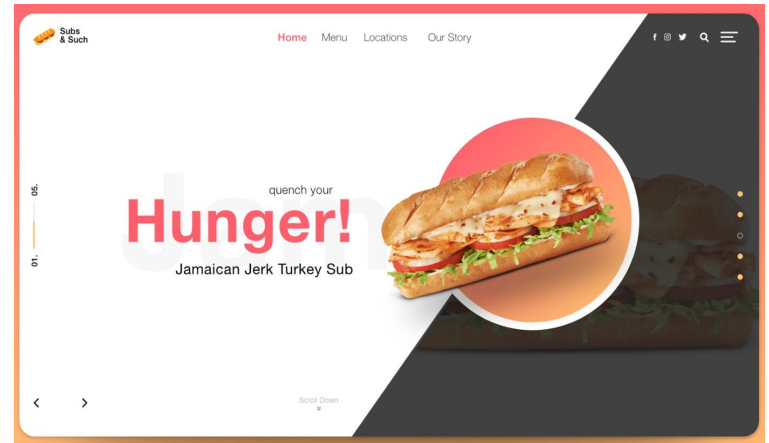 Subs
& Such
Home Menu Locations Our Story
f
05.
01.
quench your
Hunger!
Jamaican Jerk Turkey Sub
Scroll Down